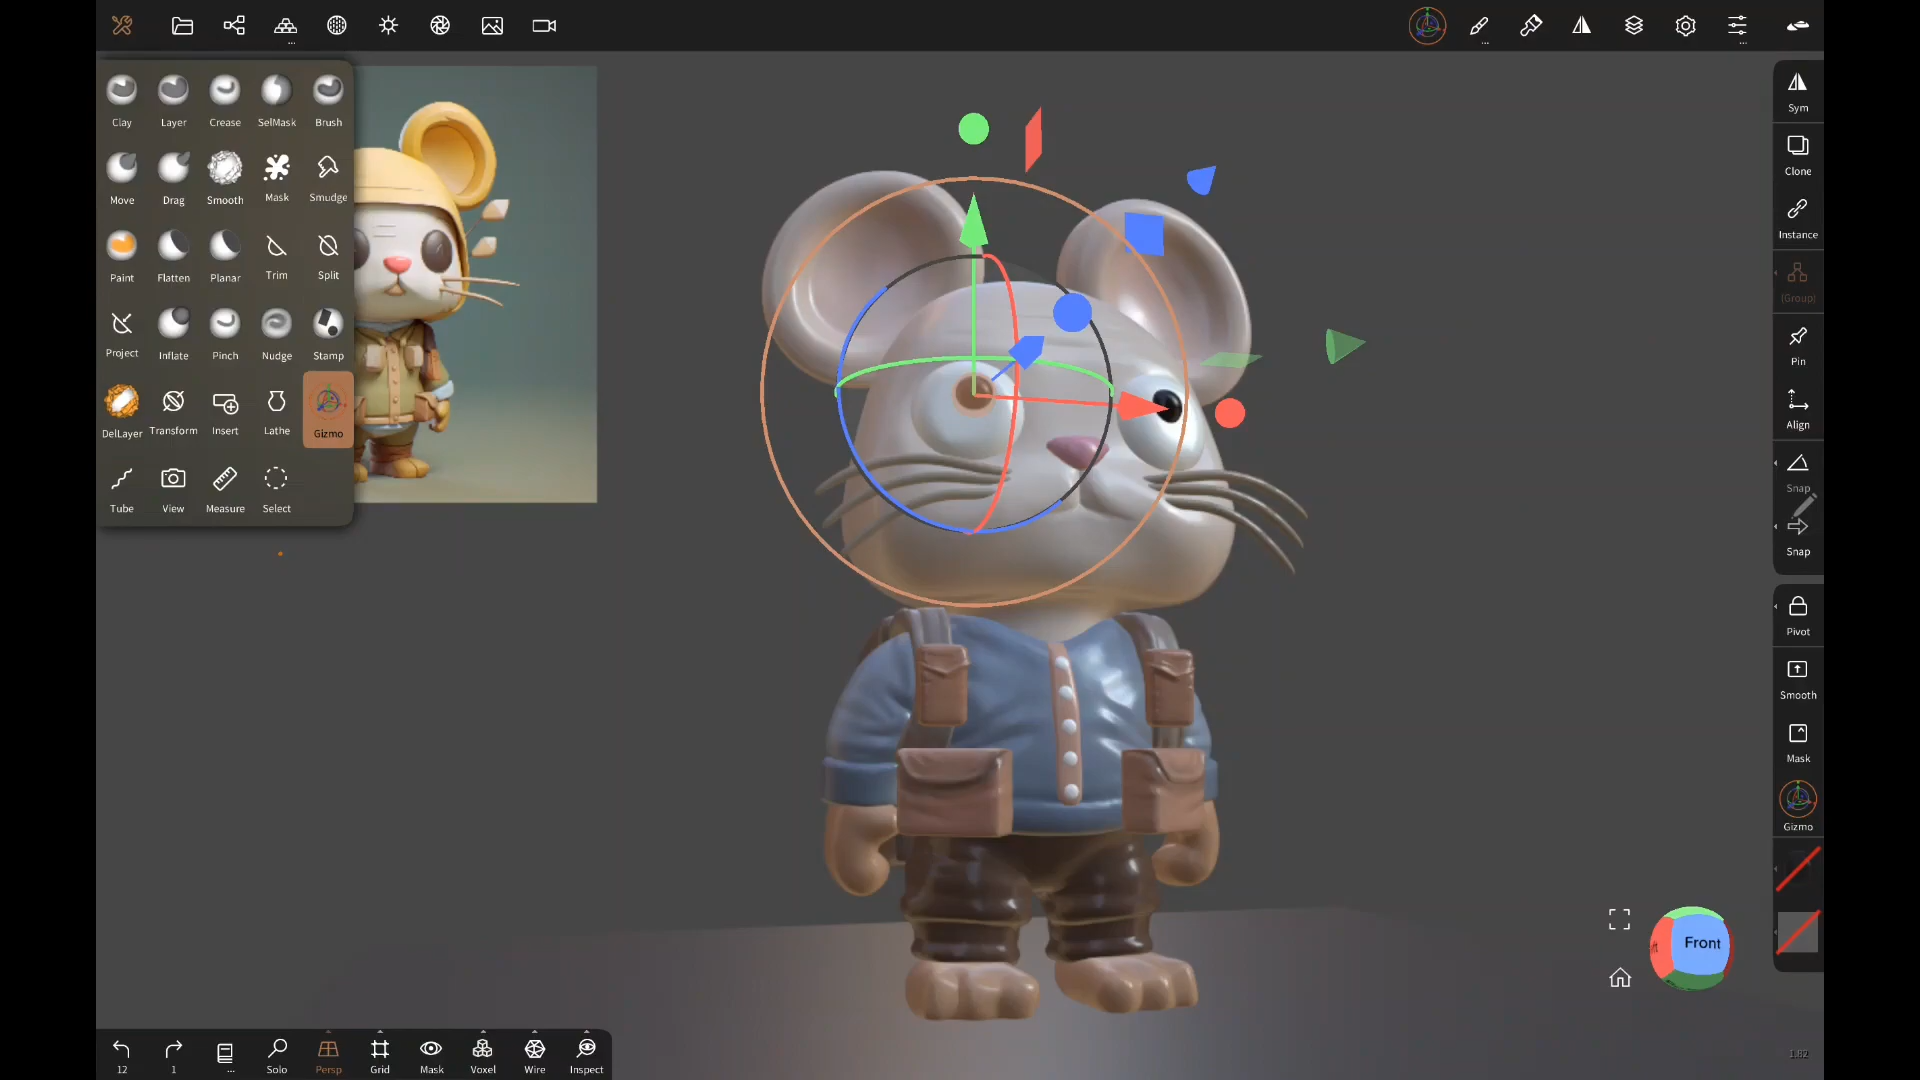 Clay Layer Crease SelMask Brush
Move Drag Smooth Mask Smudge
Paint Flatten Planar Trim Split
Project Inflate Pinch Nudge Stamp
DelLayer Transform Insert Lathe Gizmo
Tube View Measure Select
Sym
Clone
Instance
(Group)
Pin
Align
Snap
Snap
Pivot
Smooth
Mask
Gizmo
Front
12 1 ... Solo Persp Grid Mask Voxel Wire Inspect
1.82